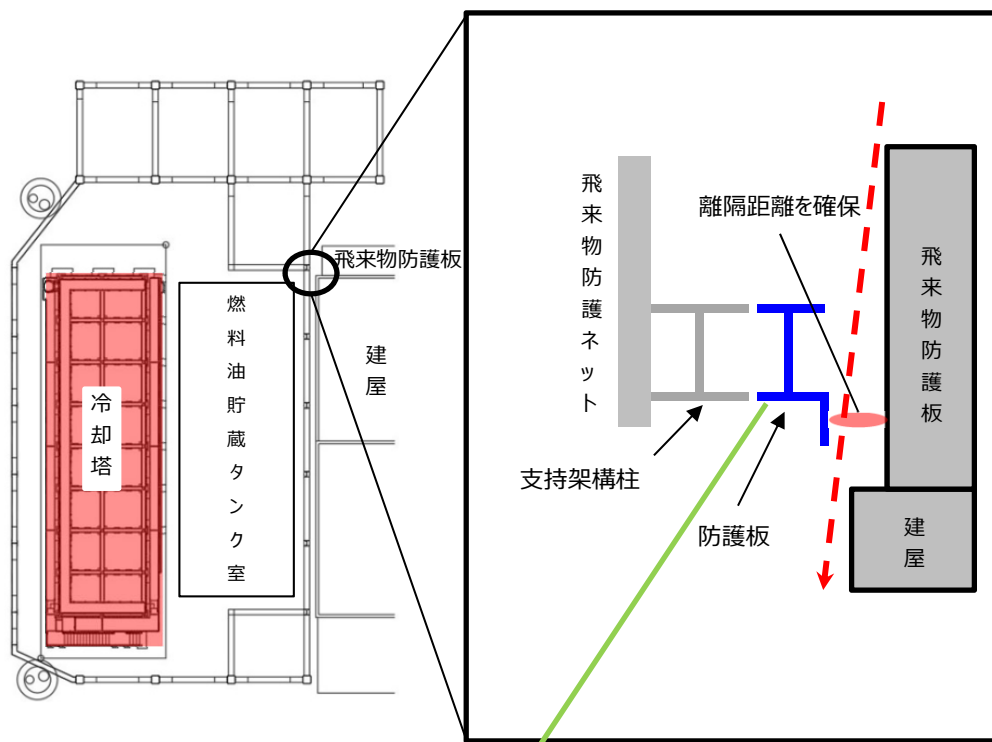 飛来物防護板
燃料油貯蔵タンク室
建屋
冷却塔
飛来物防護ネット
離隔距離を確保
飛来物防護板
支持架構柱
防護板
建屋